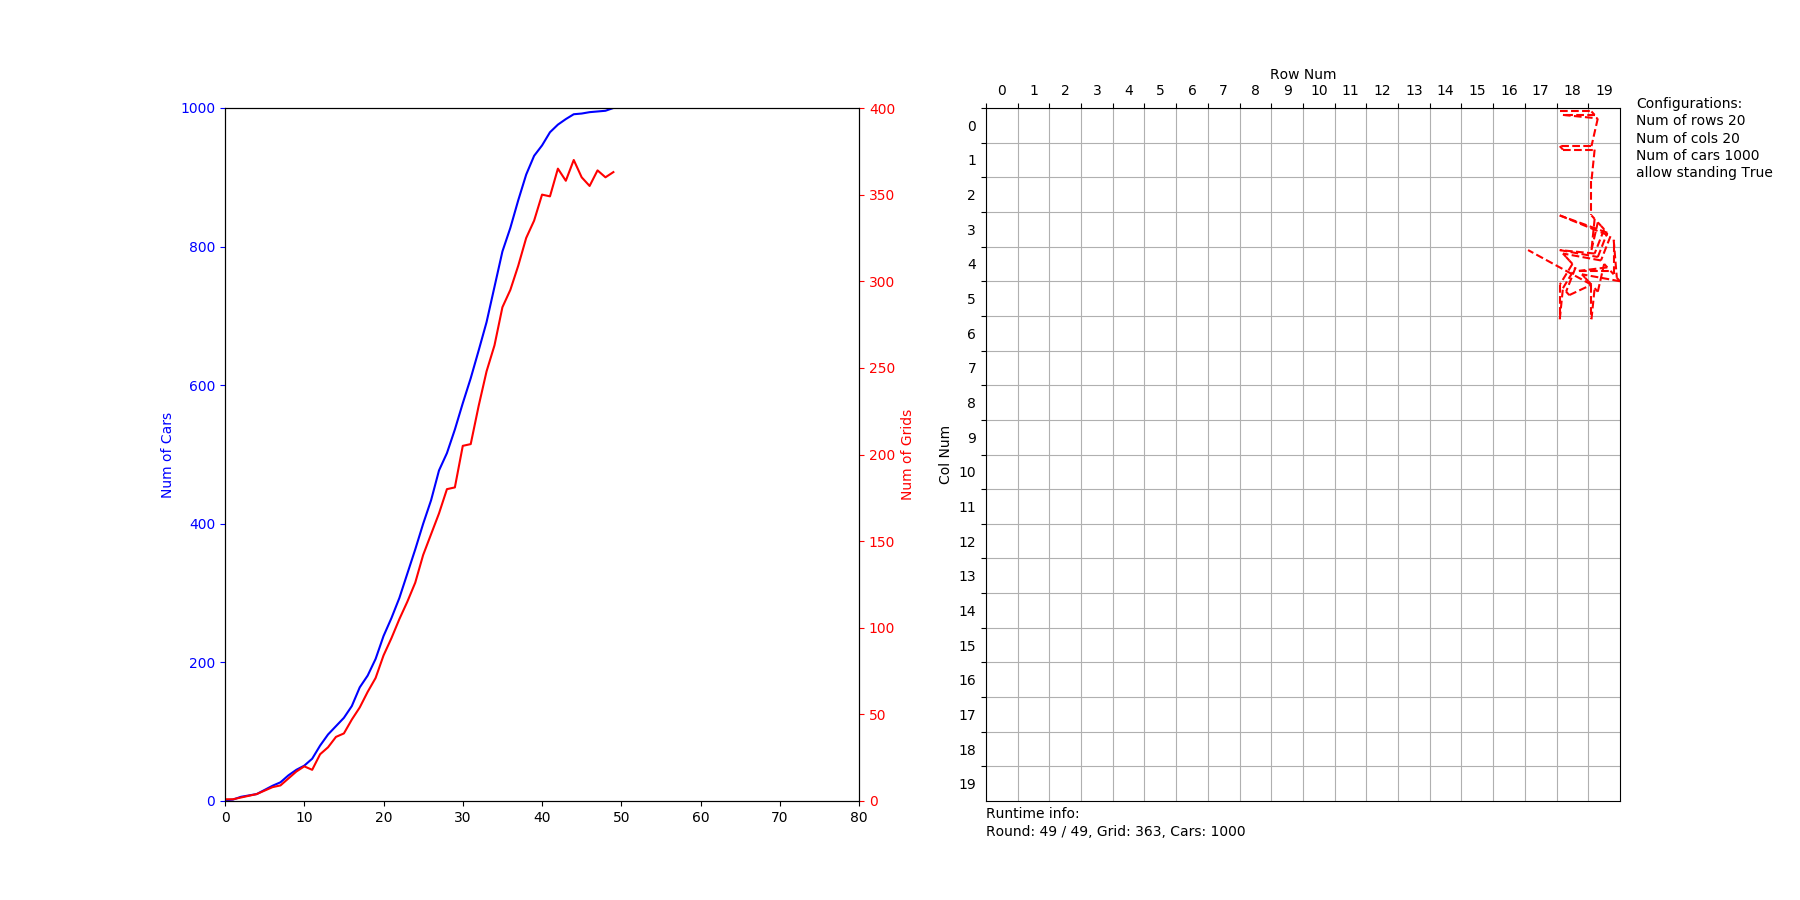 Num of Cars
1000
800
600
400
200
0
0 10 20 30 40 50 60 70 80
400
350
300
250
200
150
100
50
0
Num of Grids
Row Num
0 1 2 3 4 5 6 7 8 9 10 11 12 13 14 15 16 17 18 19
Col Num
0
1
2
3
4
5
6
7
8
9
10
11
12
13
14
15
16
17
18
19
Configurations:
Num of rows 20
Num of cols 20
Num of cars 1000
allow standing True
Runtime info:
Round: 49 / 49, Grid: 363, Cars: 1000